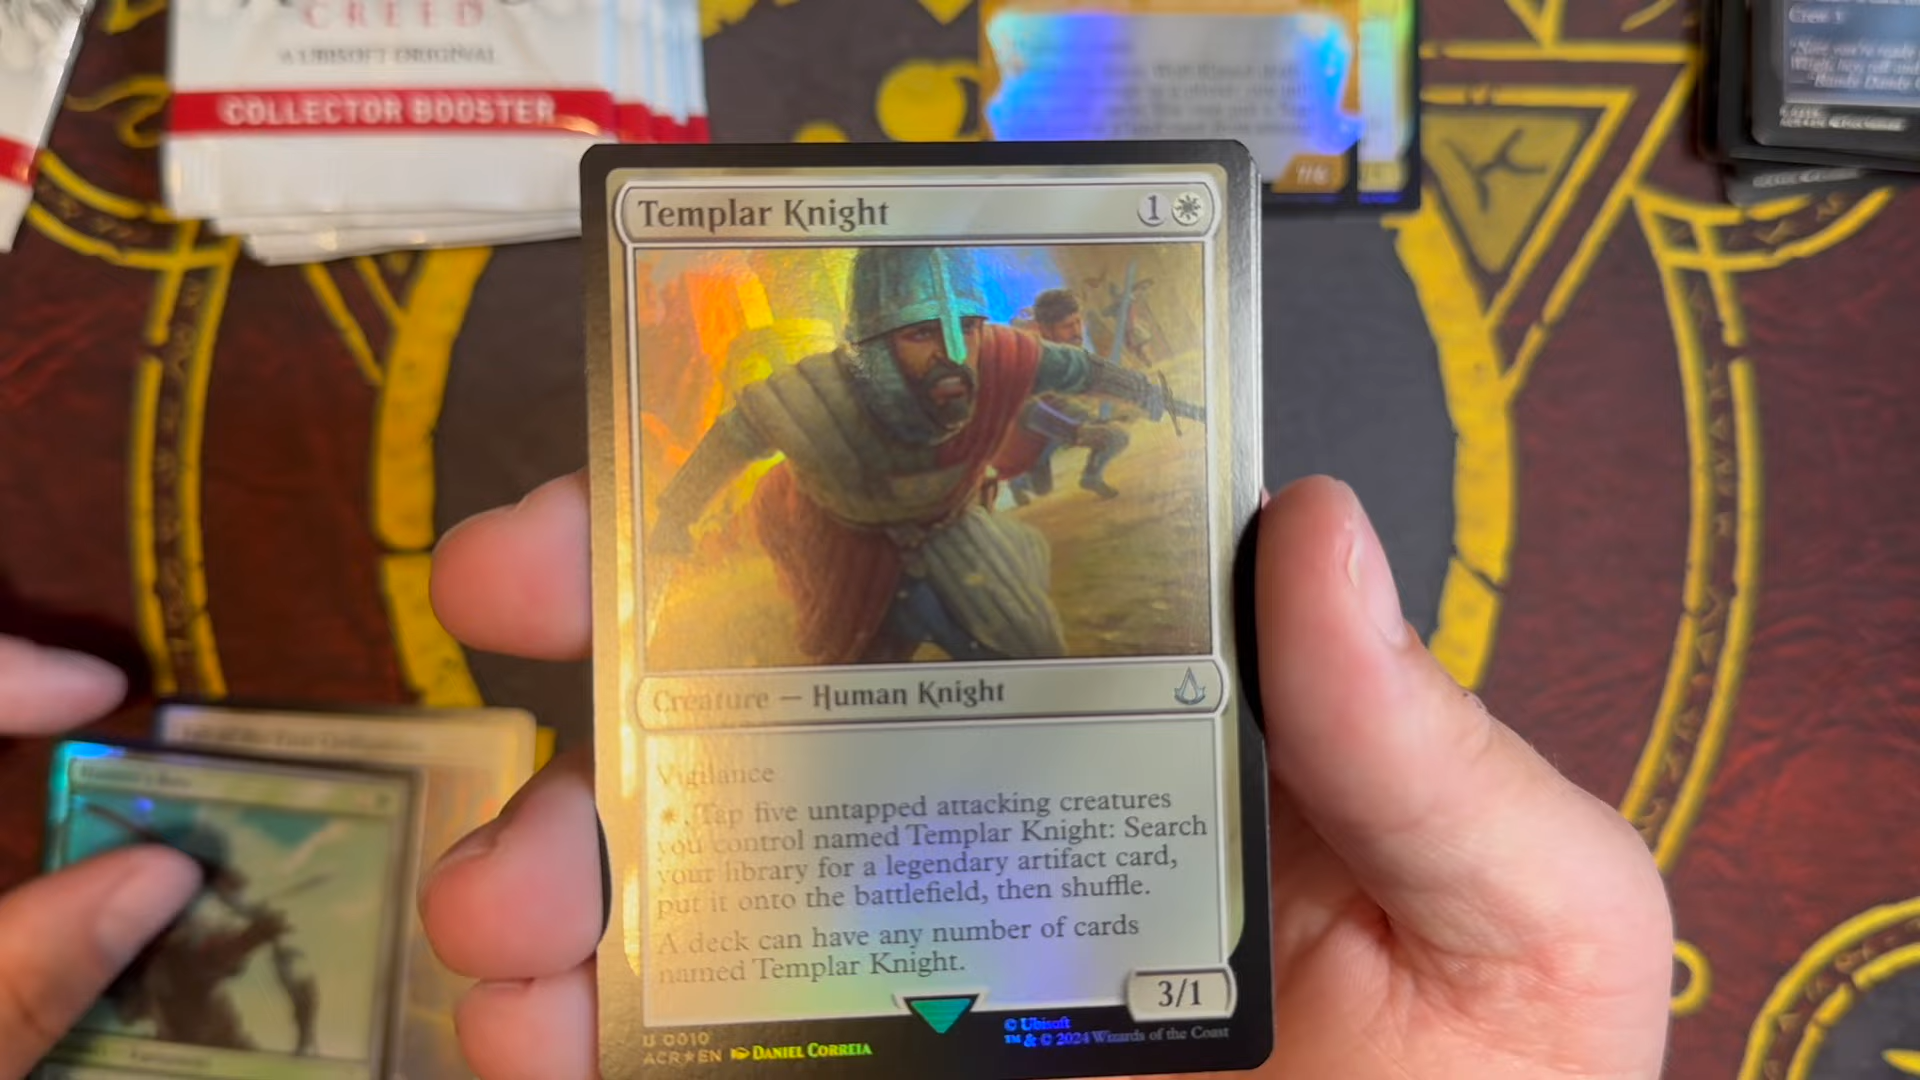 CREED
A UBISOFT ORIGINAL
COLLECTOR BOOSTER
Crew 3
Templar Knight
1
Creature — Human Knight
Vigilance
, Tap five untapped attacking creatures
you control named Templar Knight: Search
your library for a legendary artifact card,
put it onto the battlefield, then shuffle.
A deck can have any number of cards
named Templar Knight.
3/1
U 0010
ACR★EN DANIEL CORREIA
© Ubisoft
™ & © 2024 Wizards of the Coast